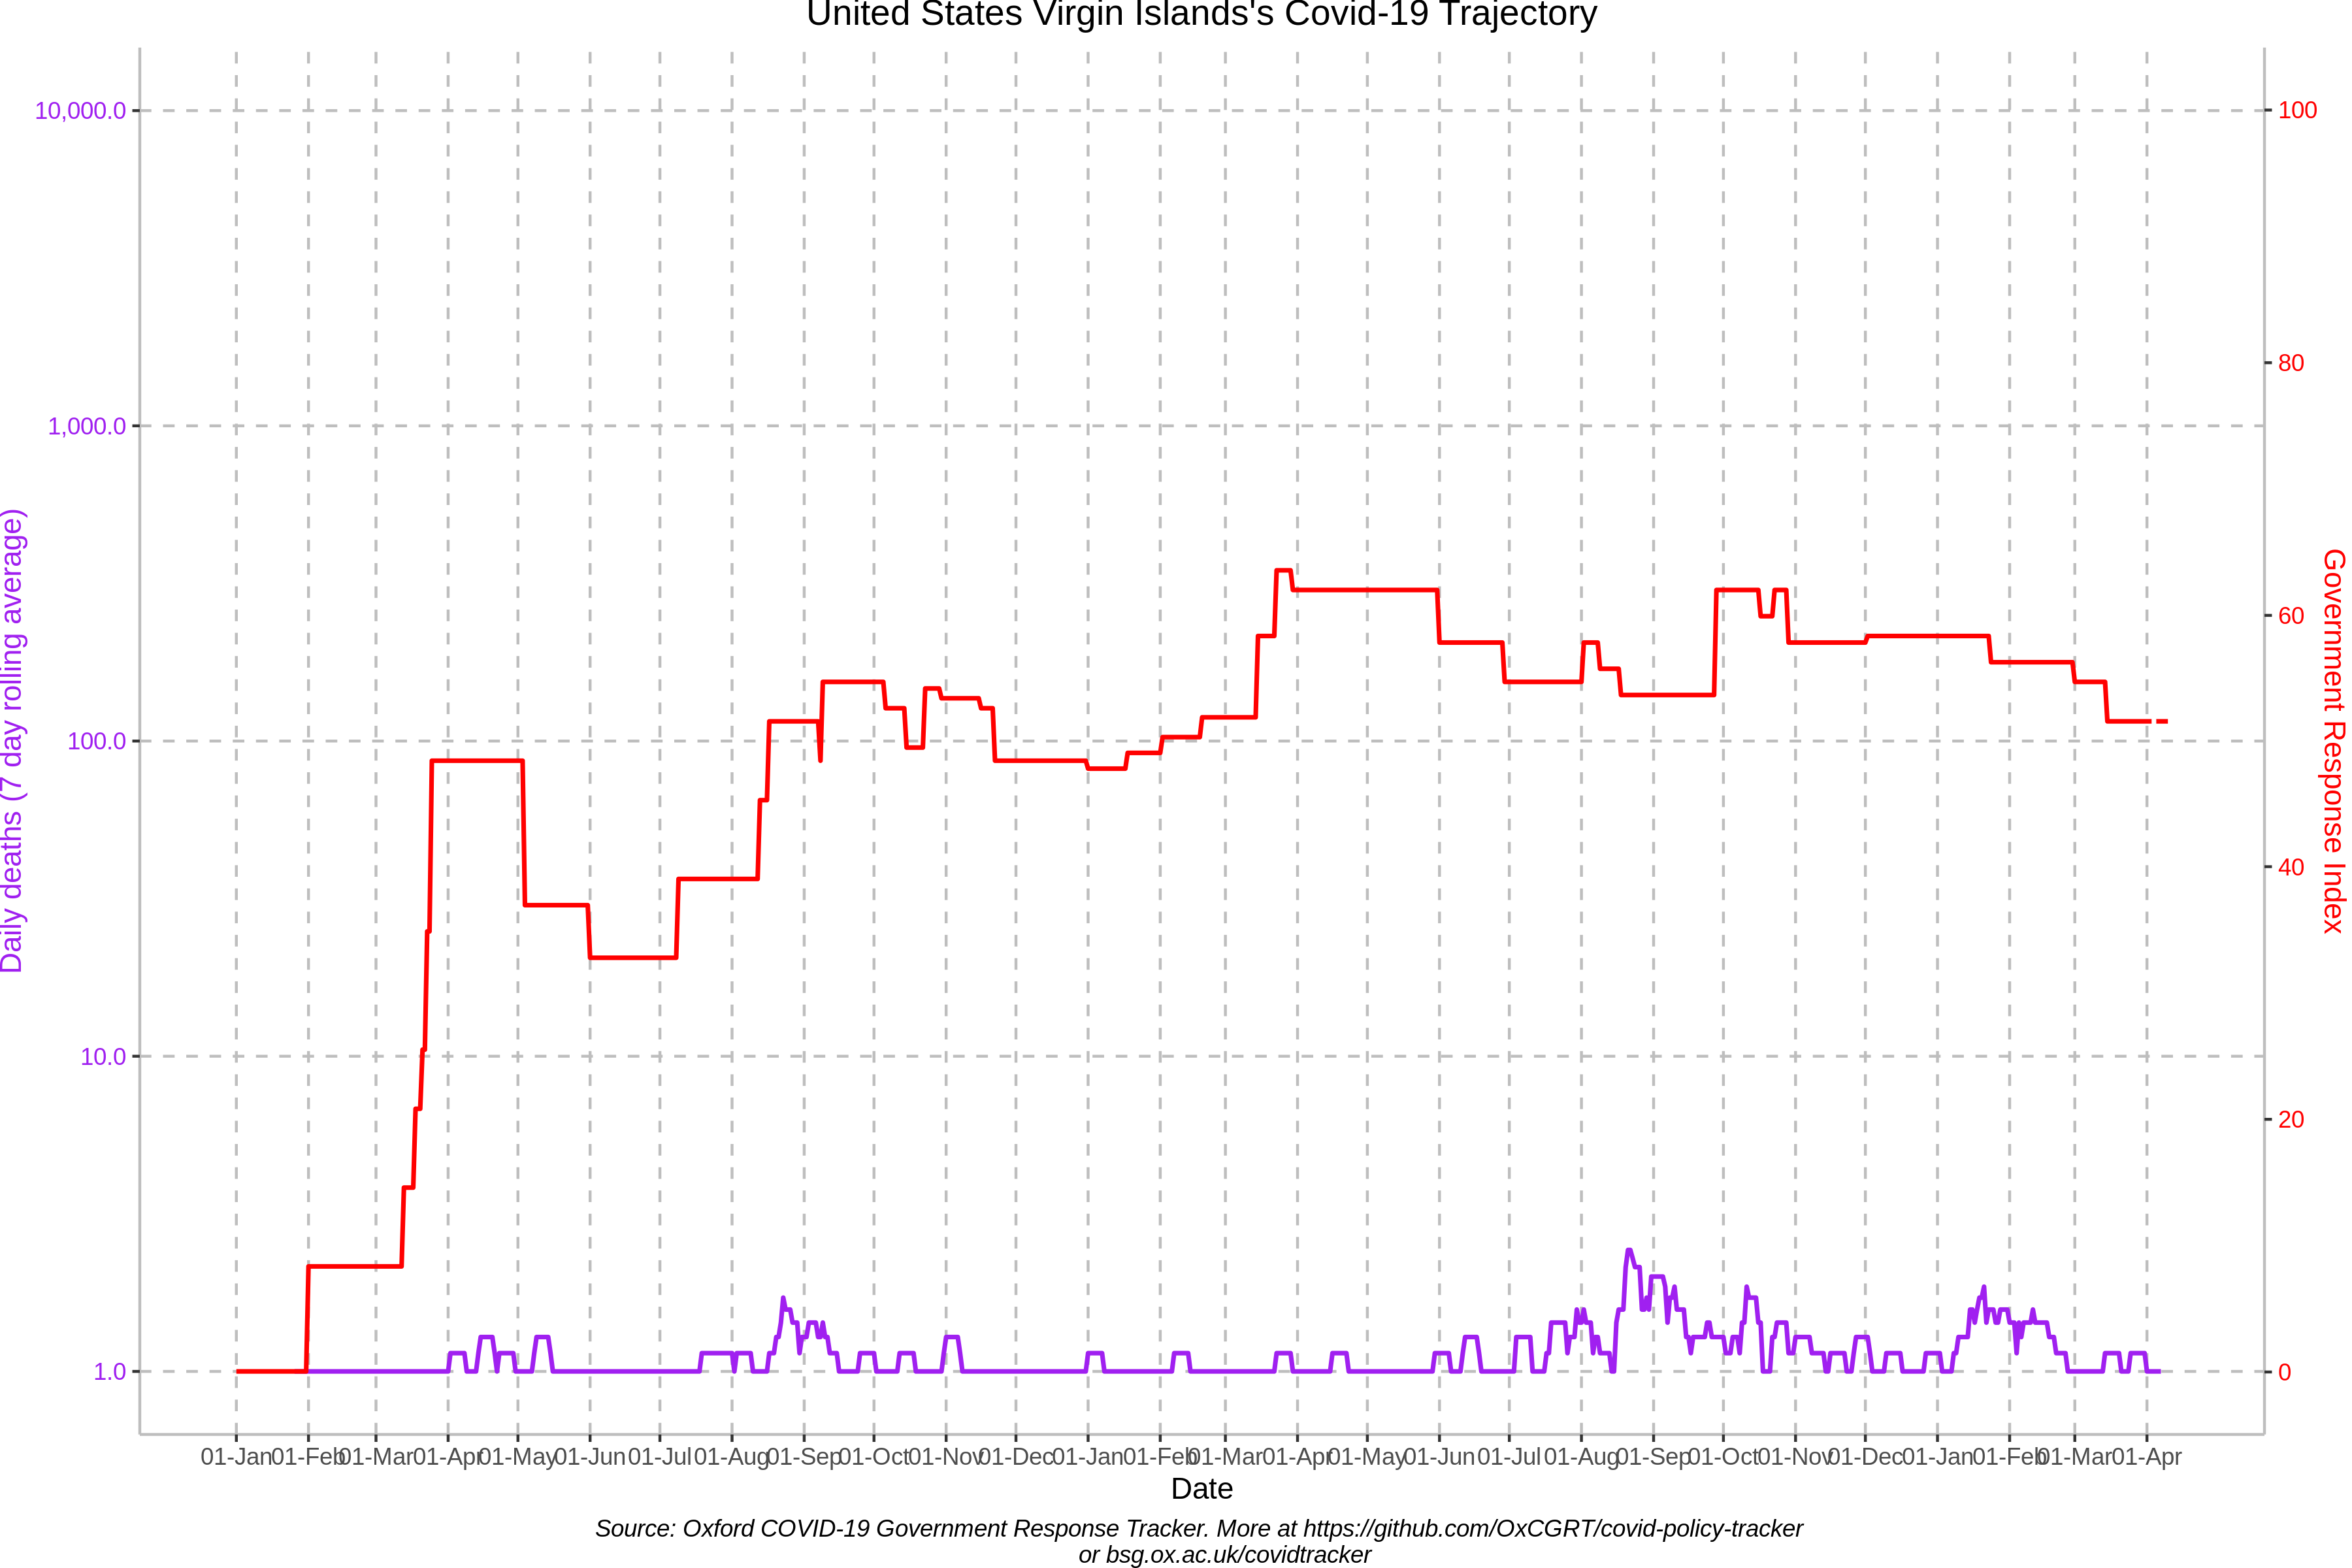 United States Virgin Islands's Covid-19 Trajectory
10,000.0
1,000.0
100.0
10.0
1.0
Daily deaths (7 day rolling average)
100
80
60
40
20
0
Government Response Index
01-Jan 01-Feb 01-Mar 01-Apr 01-May 01-Jun 01-Jul 01-Aug 01-Sep 01-Oct 01-Nov 01-Dec 01-Jan 01-Feb 01-Mar 01-Apr 01-May 01-Jun 01-Jul 01-Aug 01-Sep 01-Oct 01-Nov 01-Dec 01-Jan 01-Feb 01-Mar 01-Apr
Date
Source: Oxford COVID-19 Government Response Tracker. More at https://github.com/OxCGRT/covid-policy-tracker
or bsg.ox.ac.uk/covidtracker